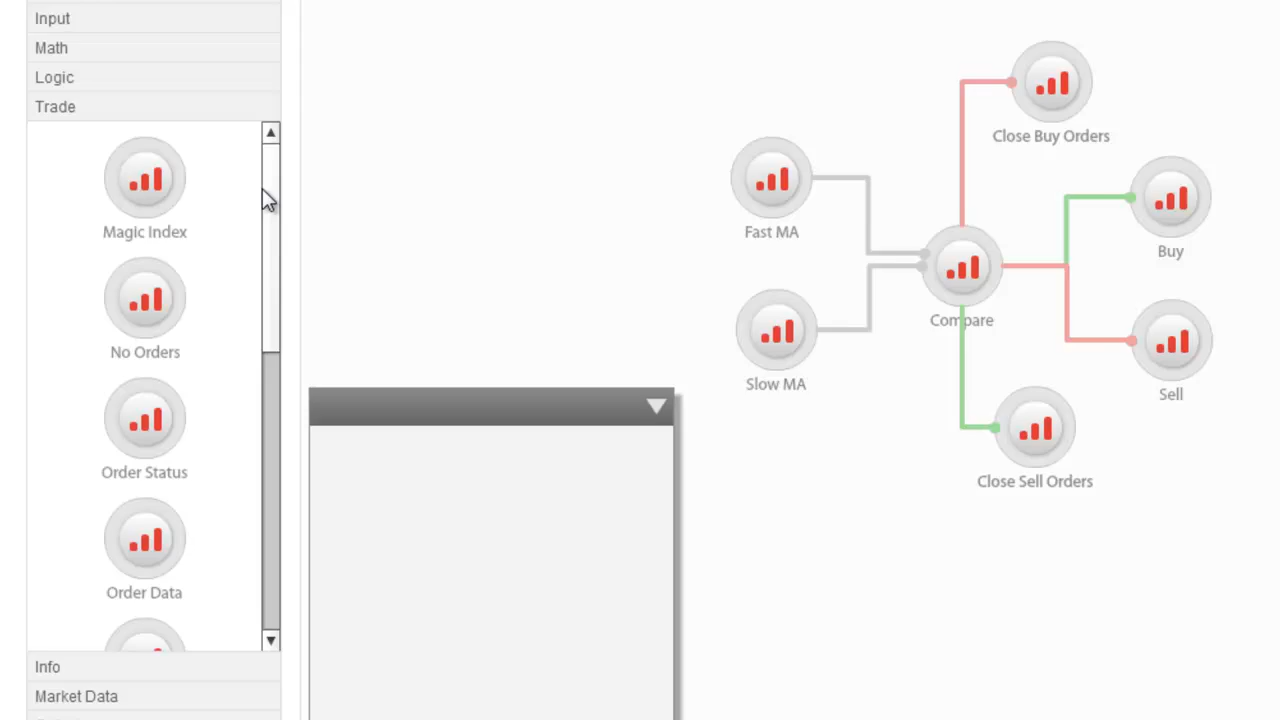 Input
Math
Logic
Trade
Magic Index
No Orders
Order Status
Order Data
Info
Market Data
Close Buy Orders
Fast MA
Buy
Compare
Slow MA
Sell
Close Sell Orders